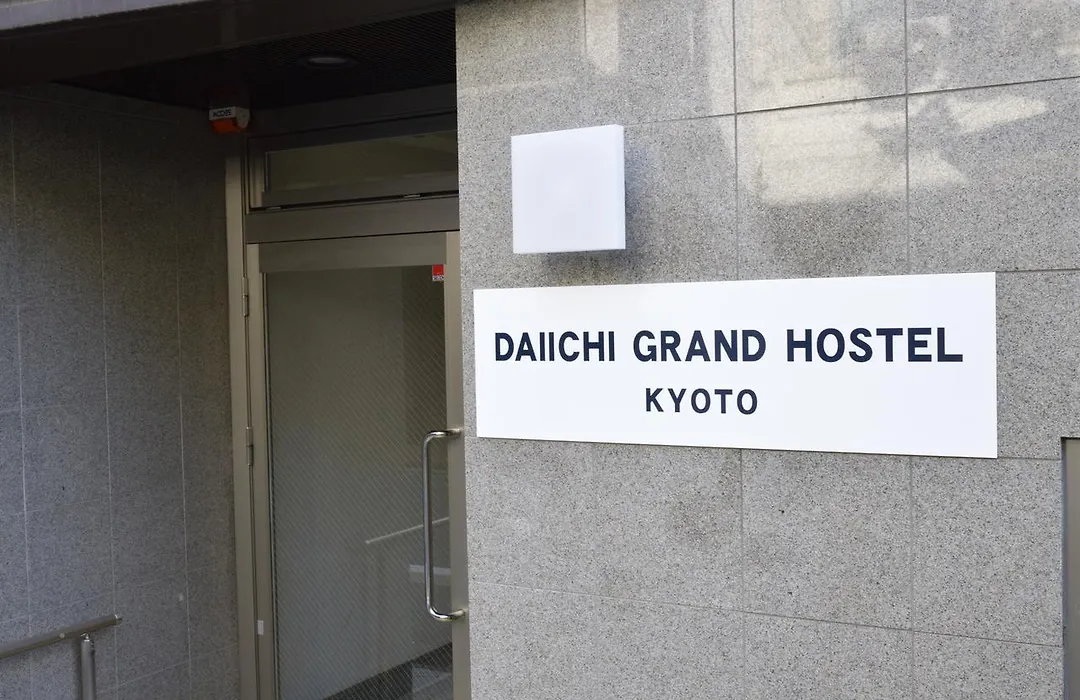 DAIICHI GRAND HOSTEL
KYOTO